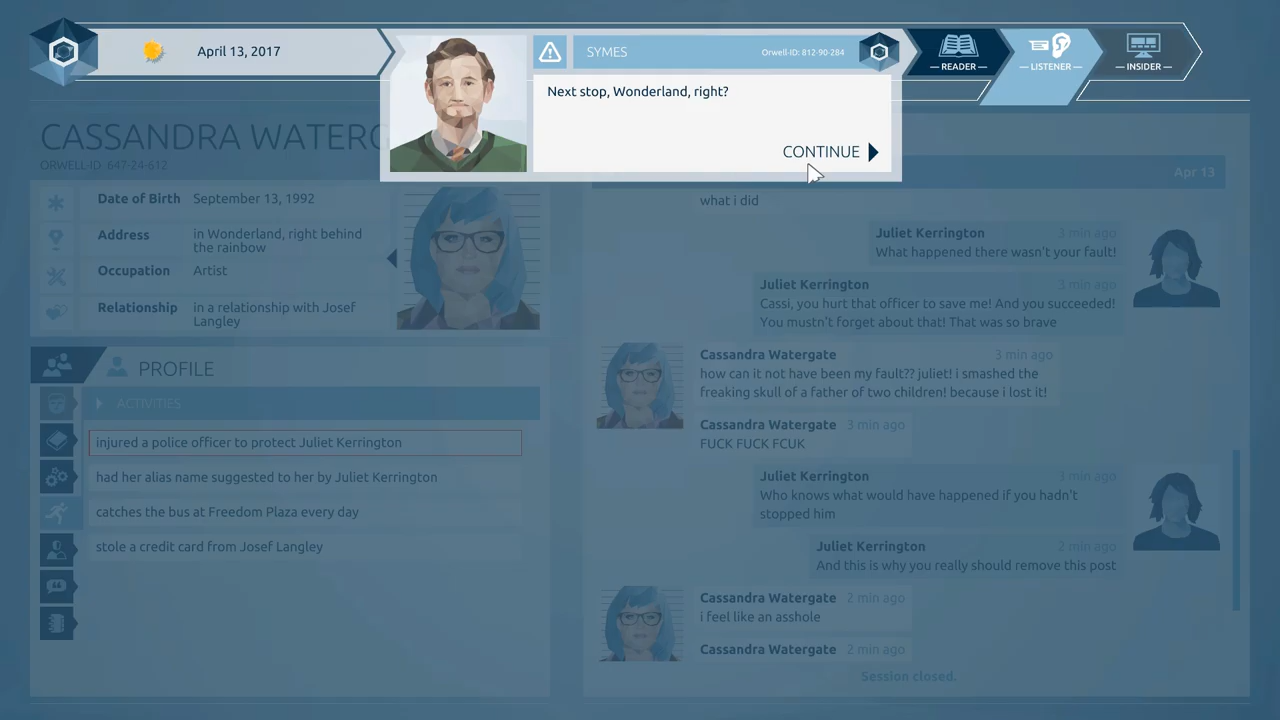 April 13, 2017
SYMES
Orwell-ID: 812-90-284
Next stop, Wonderland, right?
CONTINUE
— READER —
— LISTENER —
— INSIDER —
CASSANDRA WATERG
ORWELL-ID: 647-24-612
Date of Birth September 13, 1992
Address in Wonderland, right behind
the rainbow
Occupation Artist
Relationship in a relationship with Josef
Langley
PROFILE
ACTIVITIES
injured a police officer to protect Juliet Kerrington
had her alias name suggested to her by Juliet Kerrington
catches the bus at Freedom Plaza every day
stole a credit card from Josef Langley
Apr 13
what i did
Juliet Kerrington 3 min ago
What happened there wasn't your fault!
Juliet Kerrington 3 min ago
Cassi, you hurt that officer to save me! And you succeeded!
You mustn't forget about that! That was so brave
Cassandra Watergate 3 min ago
how can it not have been my fault?? juliet! i smashed the
freaking skull of a father of two children! because i lost it!
Cassandra Watergate 3 min ago
FUCK FUCK FCUK
Juliet Kerrington 3 min ago
Who knows what would have happened if you hadn't
stopped him
Juliet Kerrington 2 min ago
And this is why you really should remove this post
Cassandra Watergate 2 min ago
i feel like an asshole
Cassandra Watergate 2 min ago
Session closed.